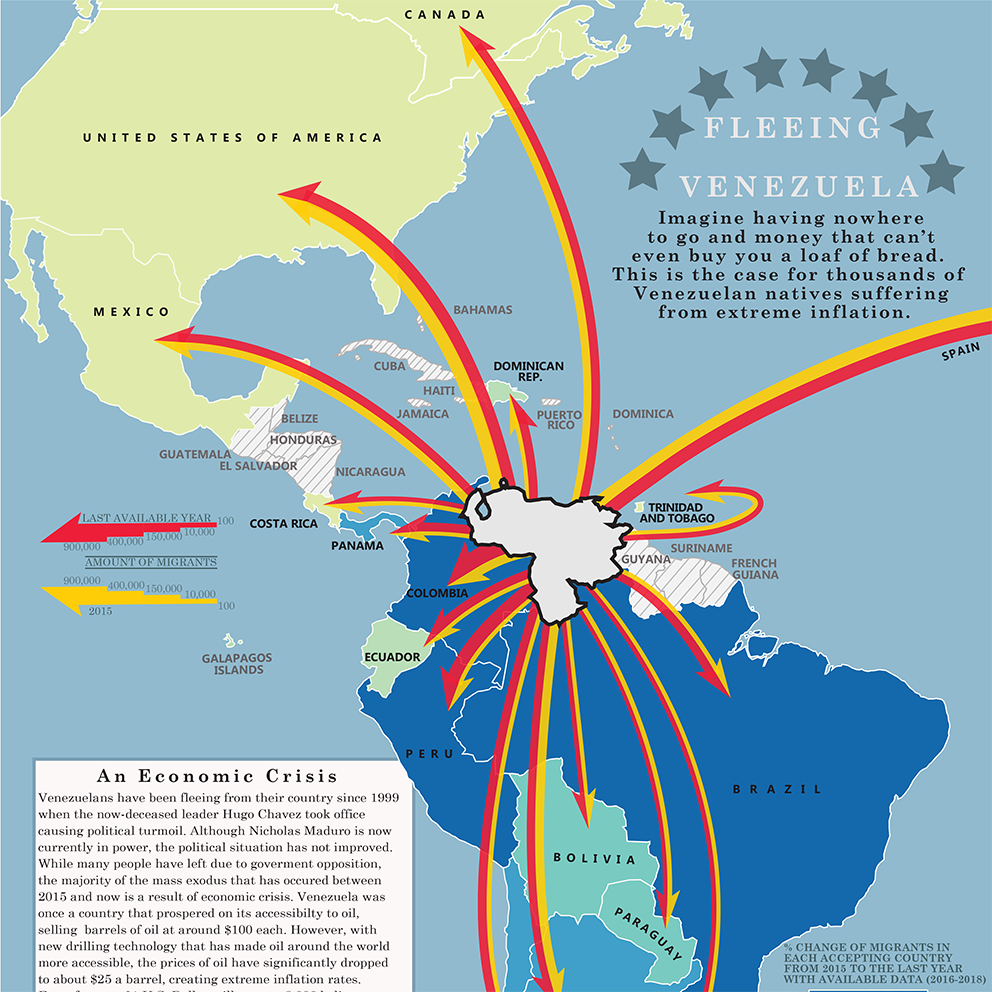 CANADA
UNITED STATES OF AMERICA
FLEEING
VENEZUELA
Imagine having nowhere
to go and money that can't
even buy you a loaf of bread.
This is the case for thousands of
Venezuelan natives suffering
from extreme inflation.
MEXICO
BAHAMAS
SPAIN
CUBA
DOMINICAN
REP.
HAITI
JAMAICA
PUERTO
RICO
DOMINICA
BELIZE
HONDURAS
GUATEMALA
EL SALVADOR
NICARAGUA
COSTA RICA
PANAMA
TRINIDAD
AND TOBAGO
GUYANA
SURINAME
FRENCH
GUIANA
LAST AVAILABLE YEAR
100
10,000
150,000
400,000
900,000
AMOUNT OF MIGRANTS
900,000
400,000
150,000
10,000
100
2015
COLOMBIA
GALAPAGOS
ISLANDS
ECUADOR
PERU
BRAZIL
BOLIVIA
PARAGUAY
An Economic Crisis
Venezuelans have been fleeing from their country since 1999
when the now-deceased leader Hugo Chavez took office
causing political turmoil. Although Nicholas Maduro is now
currently in power, the political situation has not improved.
While many people have left due to goverment opposition,
the majority of the mass exodus that has occured between
2015 and now is a result of economic crisis. Venezuela was
once a country that prospered on its accessibilty to oil,
selling barrels of oil at around $100 each. However, with
new drilling technology that has made oil around the world
more accessible, the prices of oil have significantly dropped
to about $25 a barrel, creating extreme inflation rates.
% CHANGE OF MIGRANTS IN
EACH ACCEPTING COUNTRY
FROM 2015 TO THE LAST YEAR
WITH AVAILABLE DATA (2016-2018)